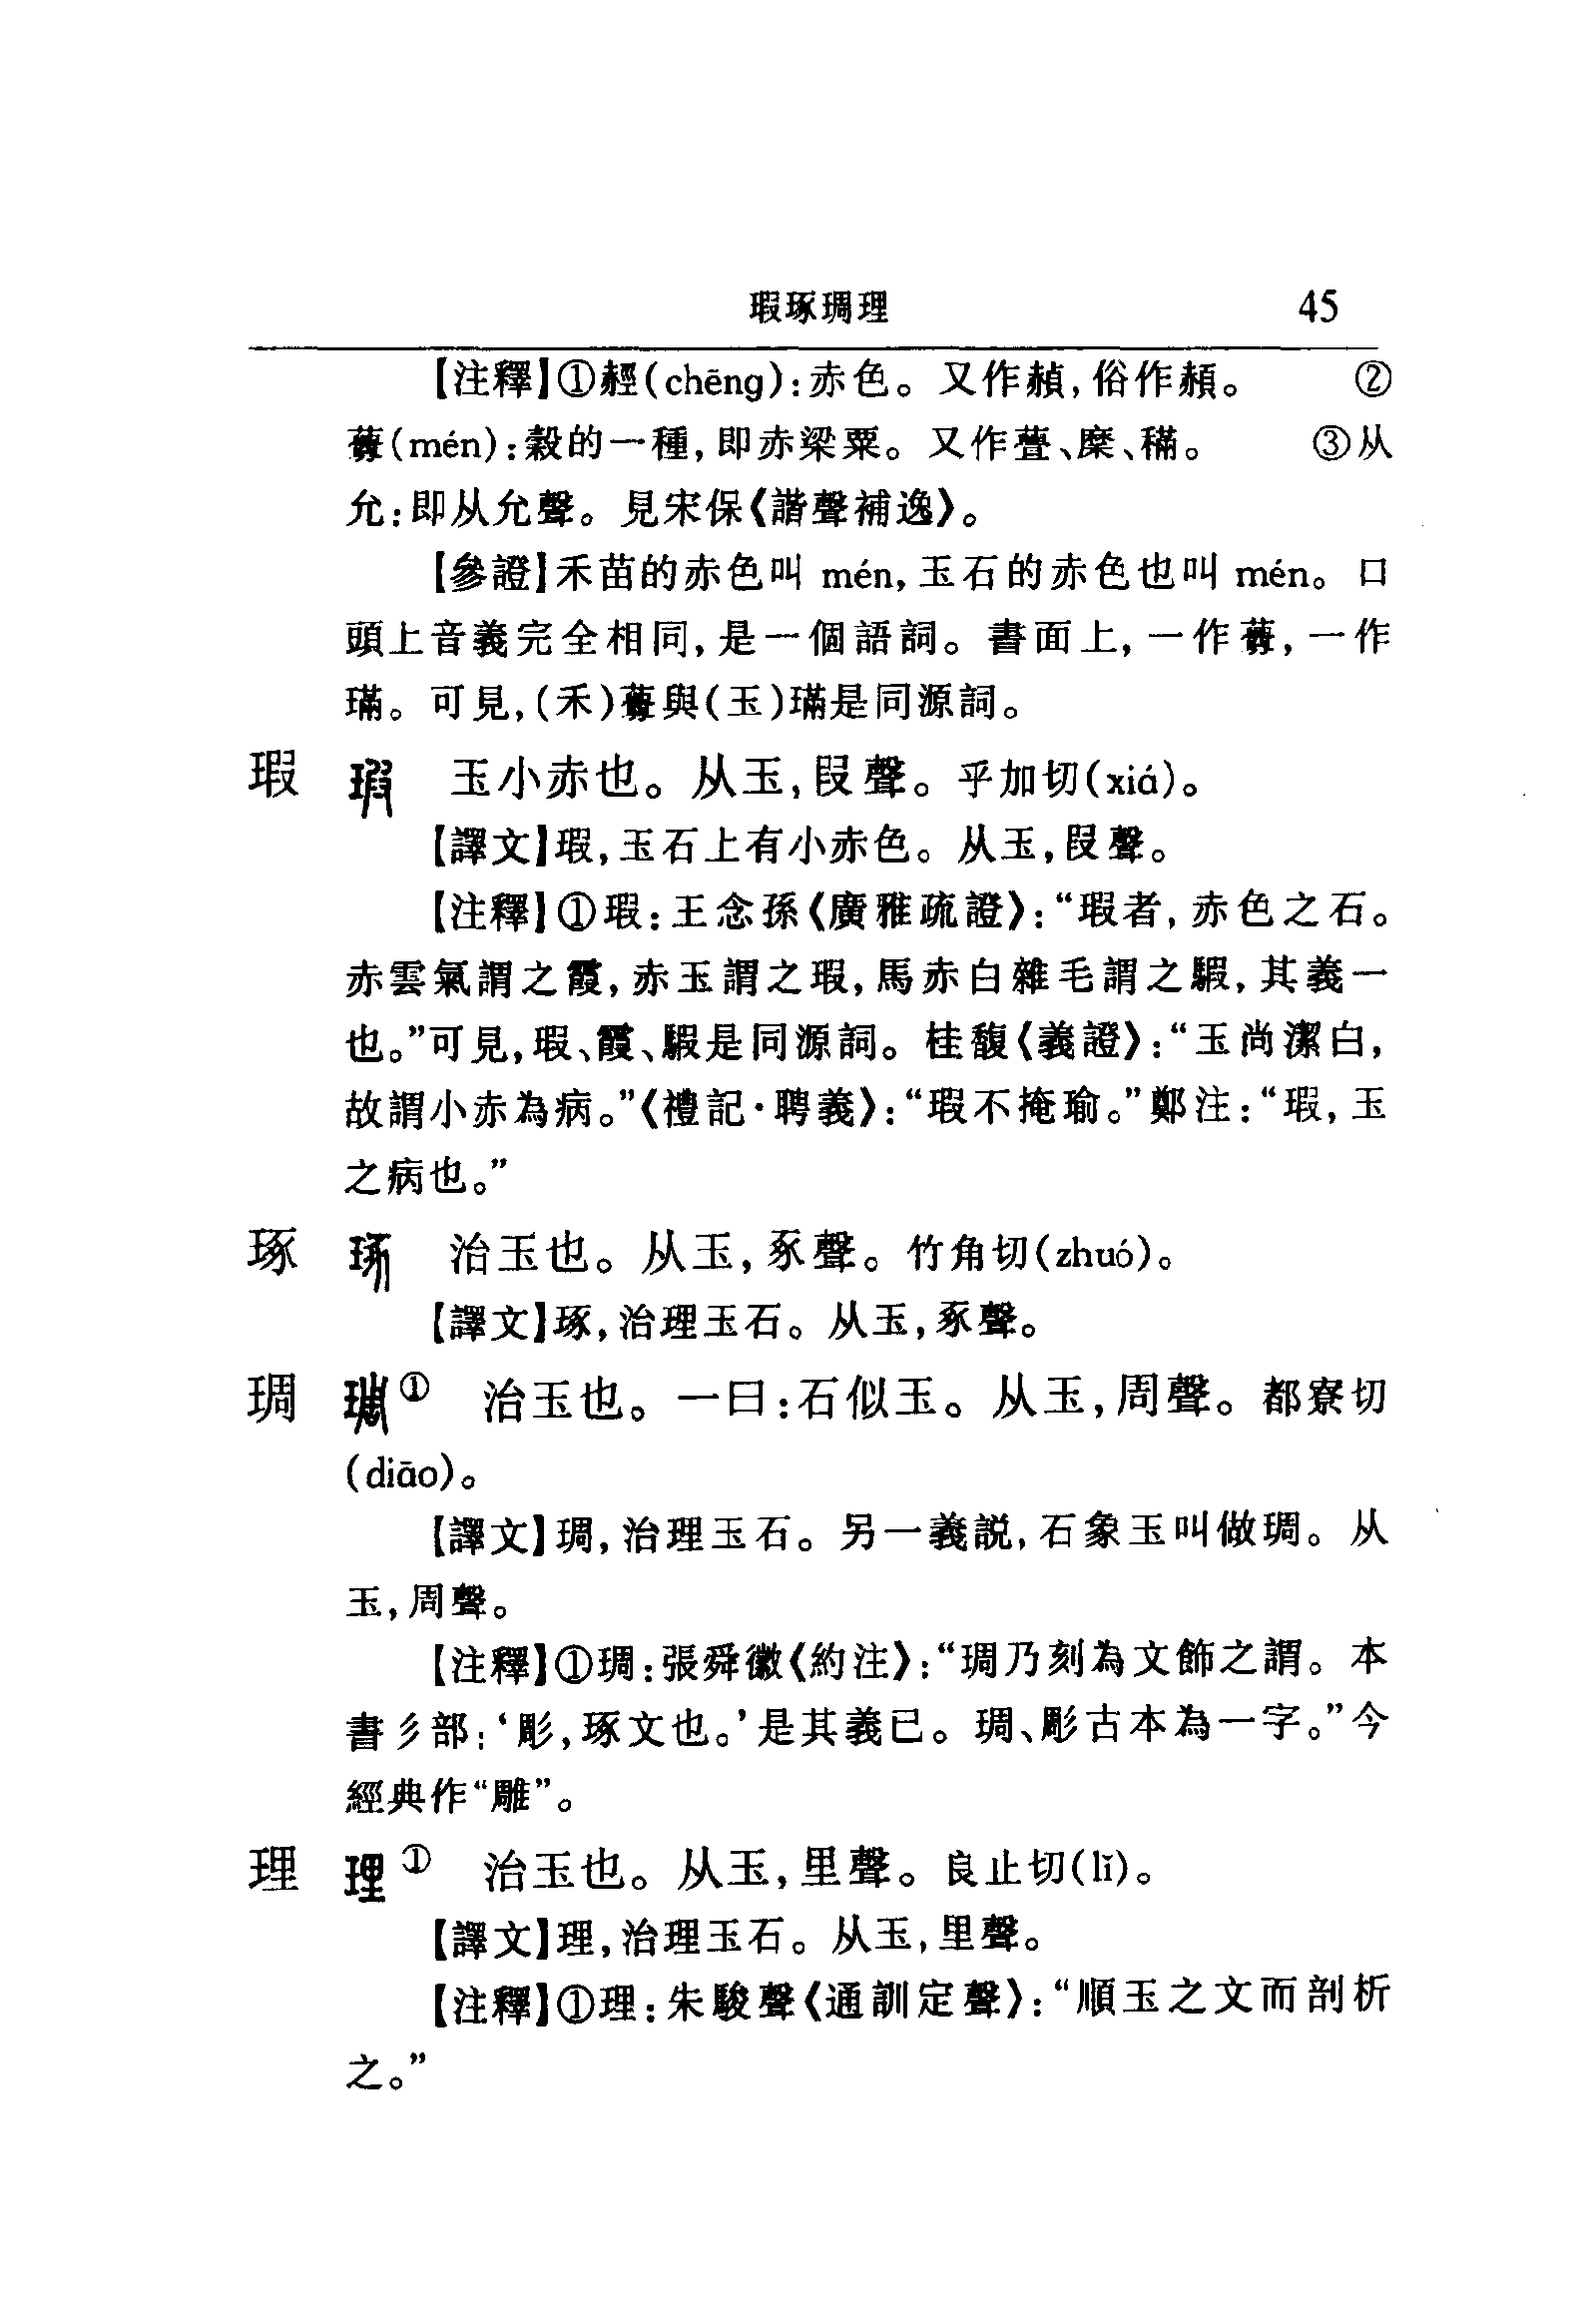 瑕琢琱理 45
【注釋】①䞓(chēng):赤色。又作赬,俗作頳。 ②
虋(mén):穀的一種,即赤粱粟。又作虋、穈、䊟。 ③从
允:即从允聲。見宋保《諧聲補逸》。
【參證】禾苗的赤色叫 mén,玉石的赤色也叫 mén。口
頭上音義完全相同,是一個語詞。書面上,一作虋,一作
璊。可見,(禾)虋與(玉)璊是同源詞。
瑕 玉小赤也。从玉,叚聲。乎加切(xiá)。
【譯文】瑕,玉石上有小赤色。从玉,叚聲。
【注釋】①瑕:王念孫《廣雅疏證》:“瑕者,赤色之石。
赤雲氣謂之霞,赤玉謂之瑕,馬赤白雜毛謂之騢,其義一
也。”可見,瑕、霞、騢是同源詞。桂馥《義證》:“玉尚潔白,
故謂小赤為病。”《禮記·聘義》:“瑕不掩瑜。”鄭注:“瑕,玉
之病也。”
琢 治玉也。从玉,豖聲。竹角切(zhuó)。
【譯文】琢,治理玉石。从玉,豖聲。
琱 ① 治玉也。一曰:石似玉。从玉,周聲。都寮切
(diāo)。
【譯文】琱,治理玉石。另一義説,石象玉叫做琱。从
玉,周聲。
【注釋】①琱:張舜徽《約注》:“琱乃刻為文飾之謂。本
書彡部:‘彫,琢文也。’是其義已。琱、彫古本為一字。”今
經典作“雕”。
理 ① 治玉也。从玉,里聲。良止切(lǐ)。
【譯文】理,治理玉石。从玉,里聲。
【注釋】①理:朱駿聲《通訓定聲》:“順玉之文而剖析
之。”